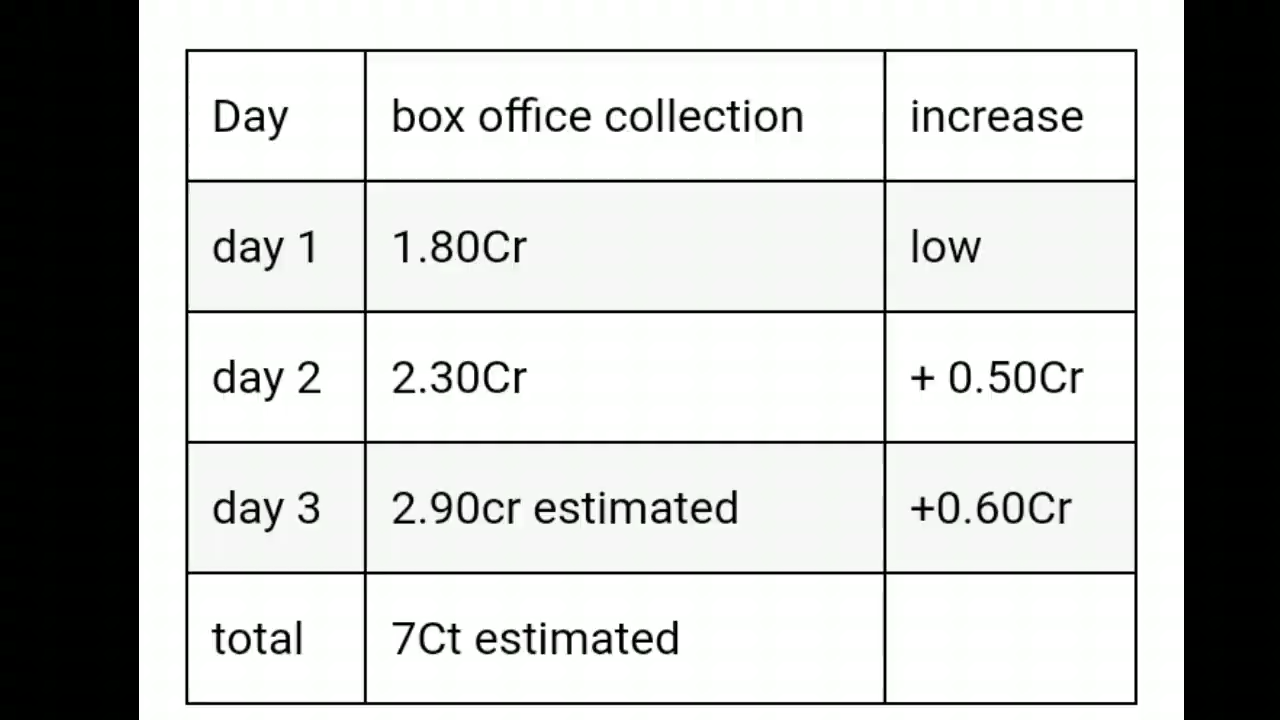 Day box office collection increase
day 1 1.80Cr low
day 2 2.30Cr + 0.50Cr
day 3 2.90cr estimated +0.60Cr
total 7Ct estimated